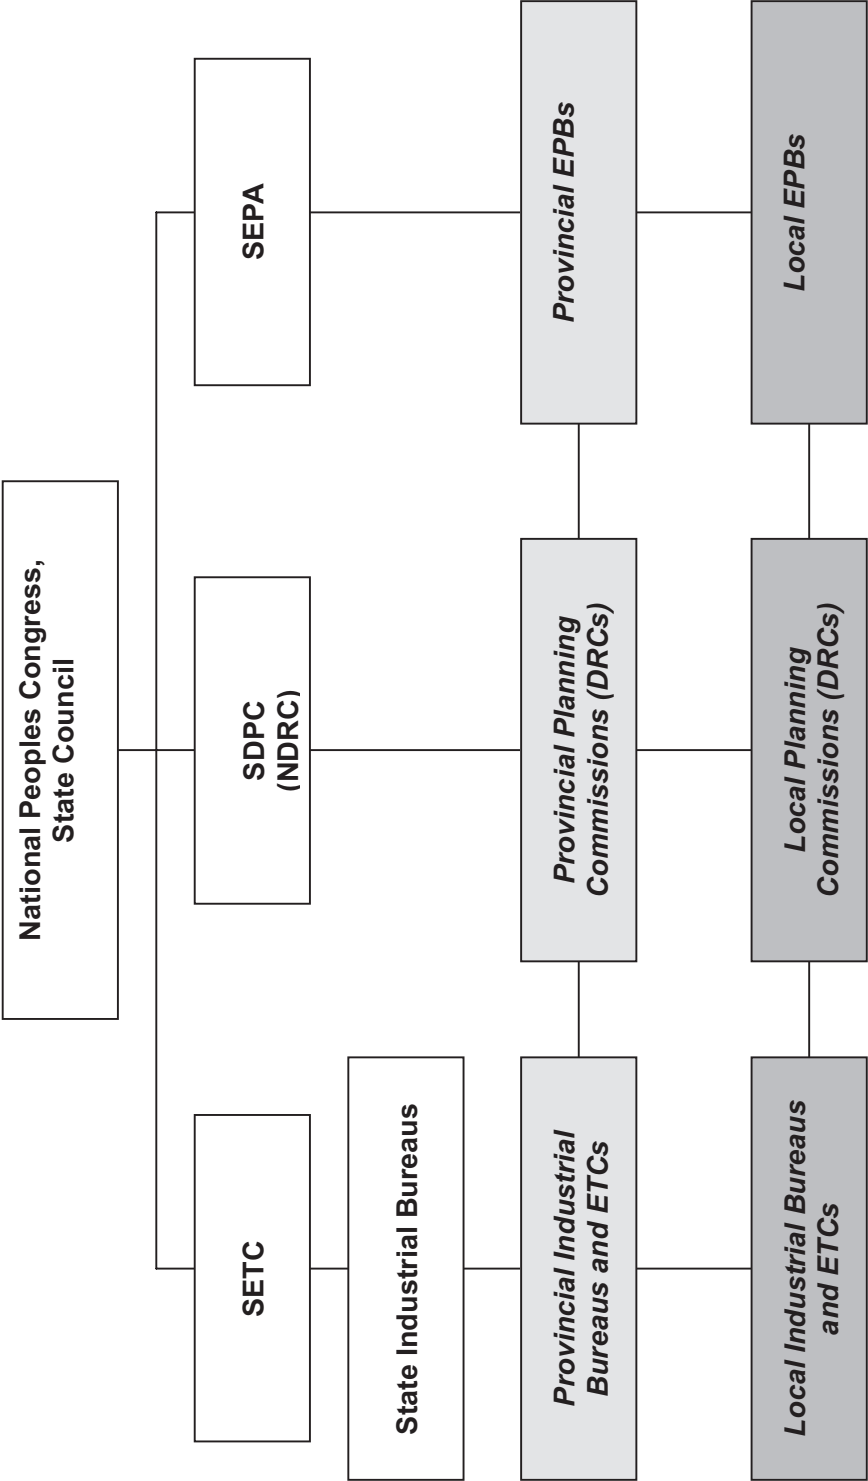 National Peoples Congress,
State Council
SETC
SDPC
(NDRC)
SEPA
State Industrial Bureaus
Provincial Industrial
Bureaus and ETCs
Provincial Planning
Commissions (DRCs)
Provincial EPBs
Local Industrial Bureaus
and ETCs
Local Planning
Commissions (DRCs)
Local EPBs